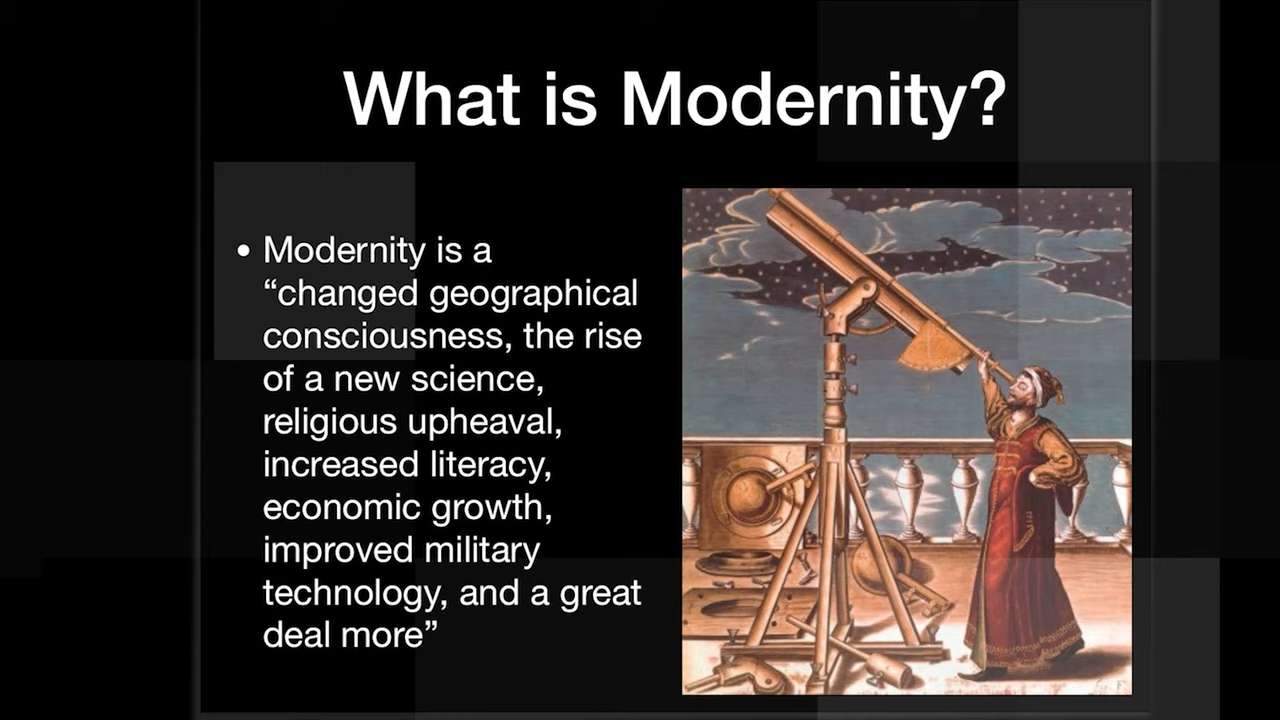 What is Modernity?
• Modernity is a
“changed geographical
consciousness, the rise
of a new science,
religious upheaval,
increased literacy,
economic growth,
improved military
technology, and a great
deal more”